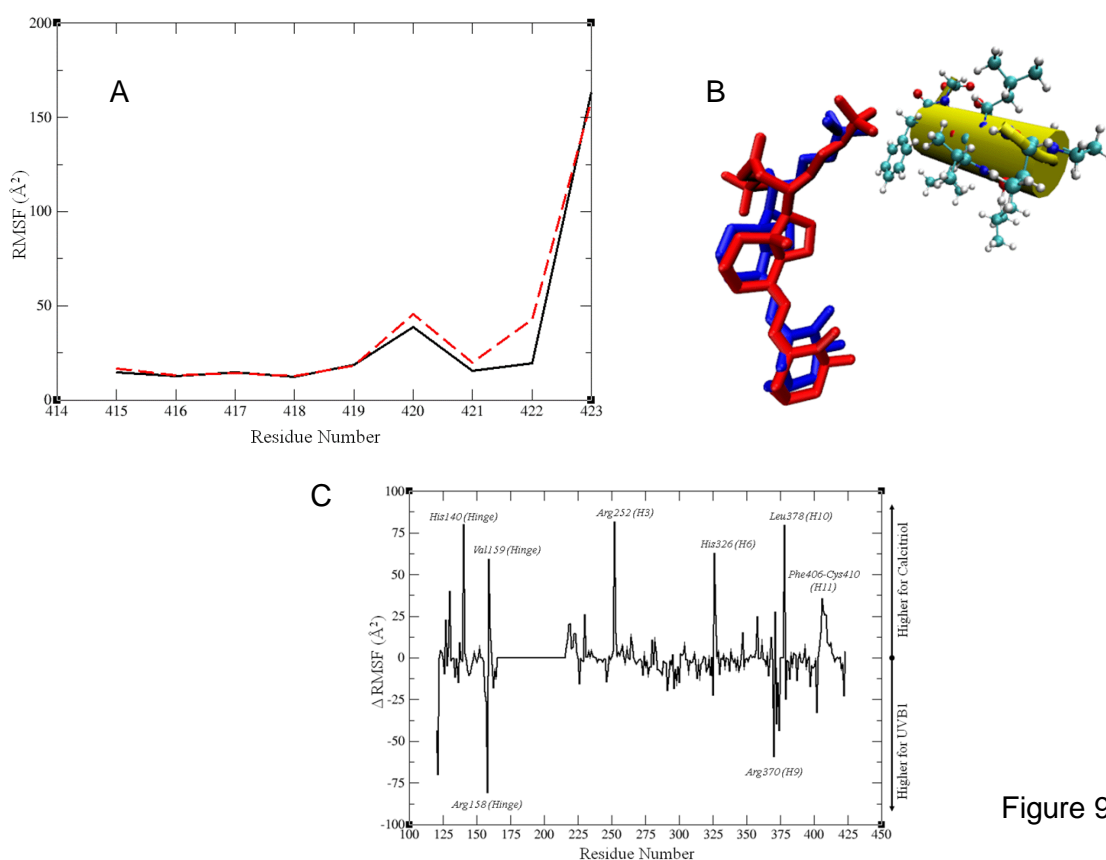 A
200
150
100
50
0
RMSF (Å²)
414 415 416 417 418 419 420 421 422 423
Residue Number
B
C
100
75
50
25
0
-25
-50
-75
-100
Δ RMSF (Å²)
His140 (Hinge)
Val159 (Hinge)
Arg252 (H3)
His326 (H6)
Leu378 (H10)
Phe406-Cys410
(H11)
Arg158 (Hinge)
Arg370 (H9)
Higher for Calcitriol
Higher for UVB1
100 125 150 175 200 225 250 275 300 325 350 375 400 425 450
Residue Number
Figure 9